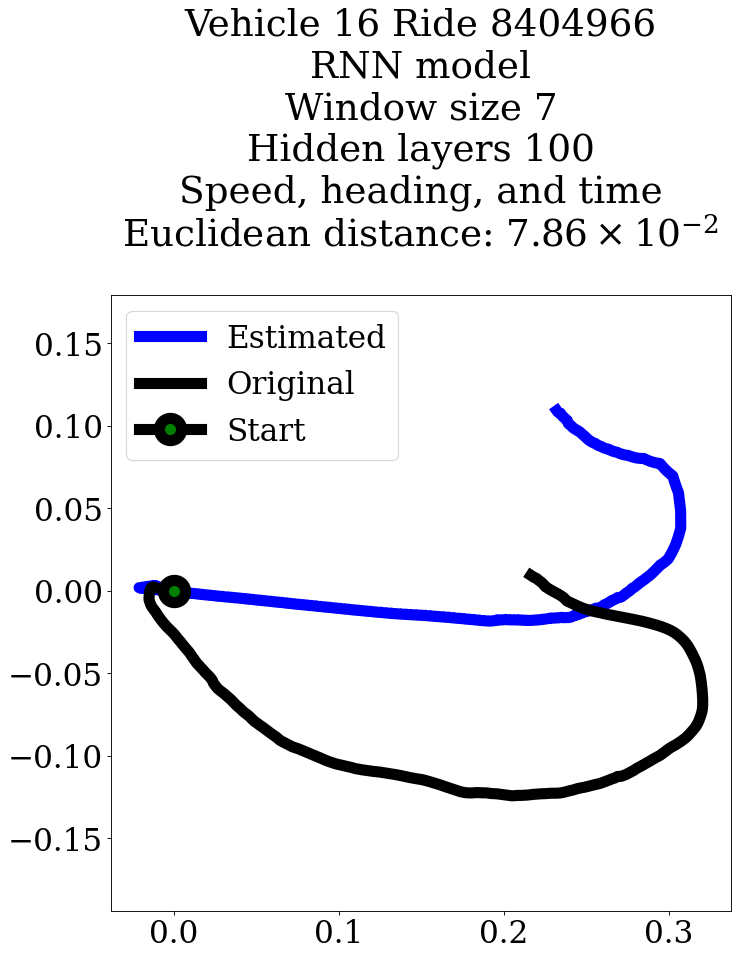 Vehicle 16 Ride 8404966
RNN model
Window size 7
Hidden layers 100
Speed, heading, and time
Euclidean distance: 7.86 × 10⁻²
Estimated
Original
Start
0.15
0.10
0.05
0.00
−0.05
−0.10
−0.15
0.0 0.1 0.2 0.3